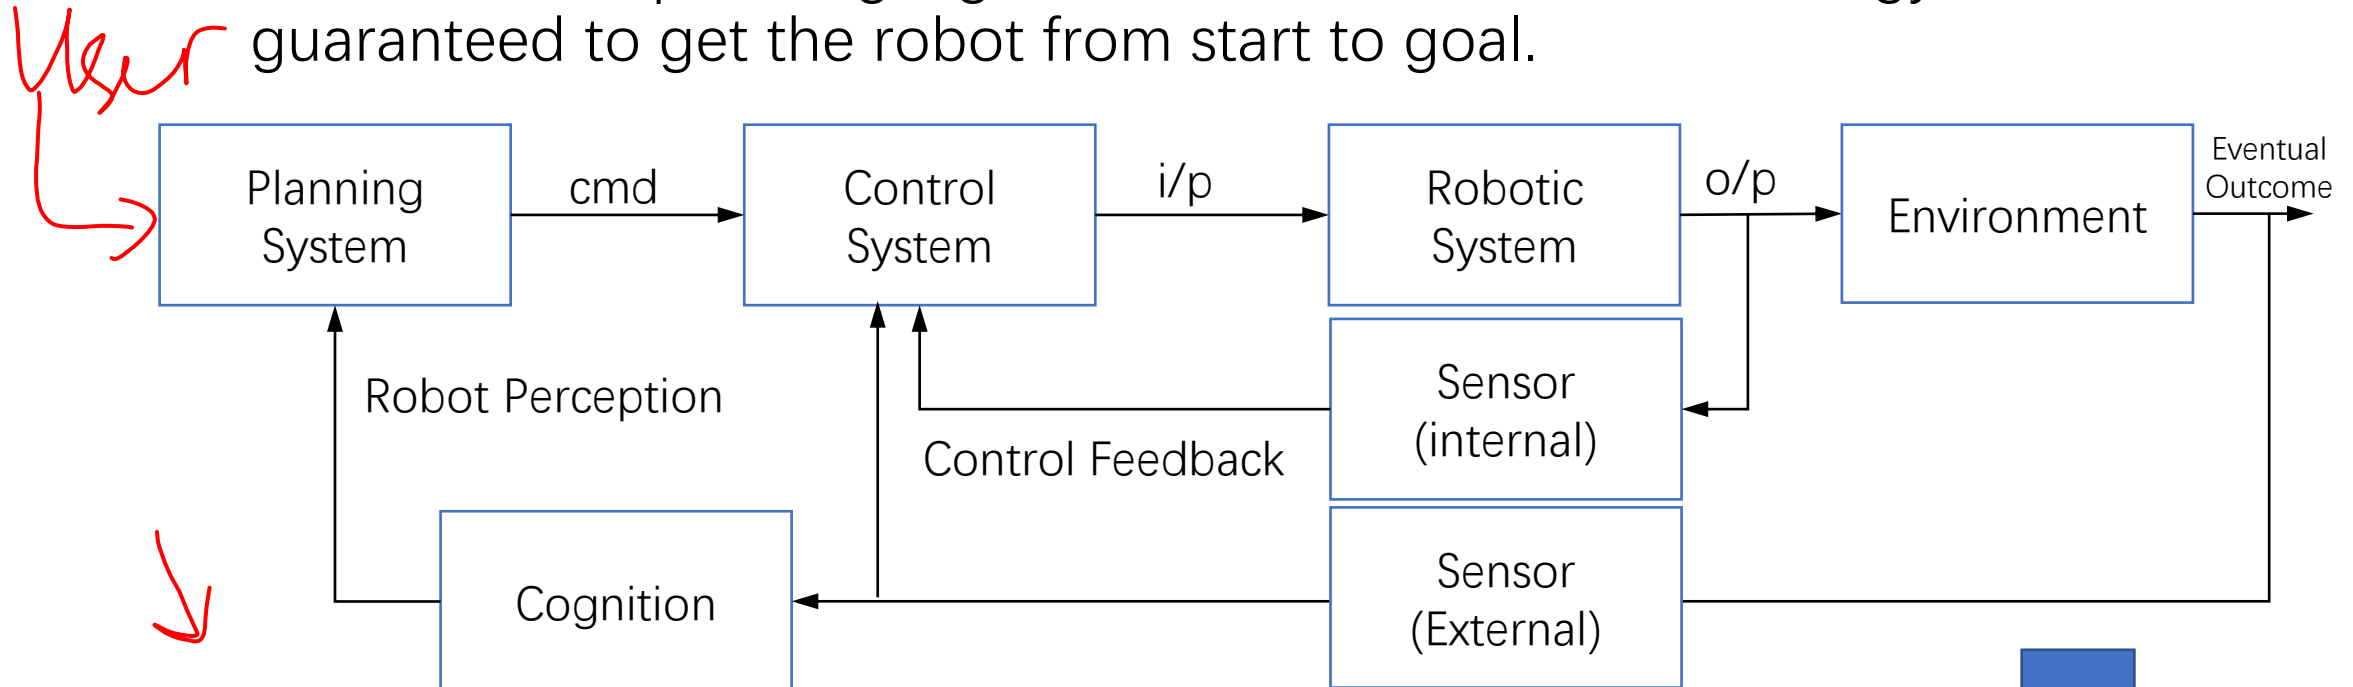 guaranteed to get the robot from start to goal.
User
Planning
System
cmd
Control
System
i/p
Robotic
System
o/p
Environment
Eventual
Outcome
Robot Perception
Control Feedback
Sensor
(internal)
Cognition
Sensor
(External)